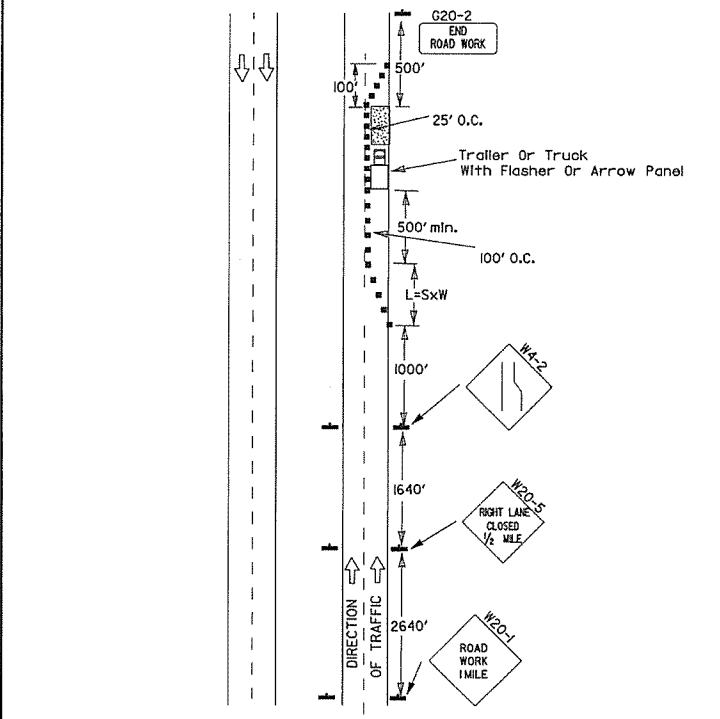 G20-2
END
ROAD WORK
500'
100'
25' O.C.
Trailer Or Truck
With Flasher Or Arrow Panel
500' min.
100' O.C.
L=SxW
1000'
W4-2
1640'
W20-5
RIGHT LANE
CLOSED
1/2 MILE
DIRECTION
OF TRAFFIC
2640'
W20-1
ROAD
WORK
1 MILE